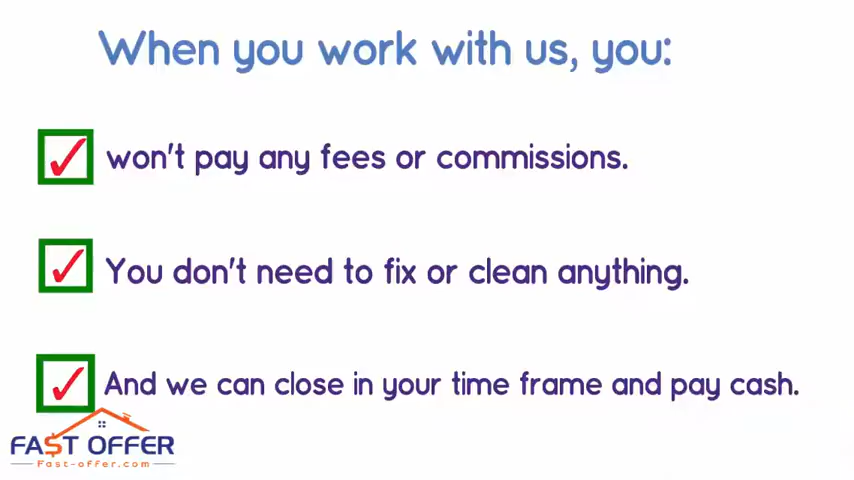 When you work with us, you:
won't pay any fees or commissions.
You don't need to fix or clean anything.
And we can close in your time frame and pay cash.
FA$T OFFER
Fast-offer.com